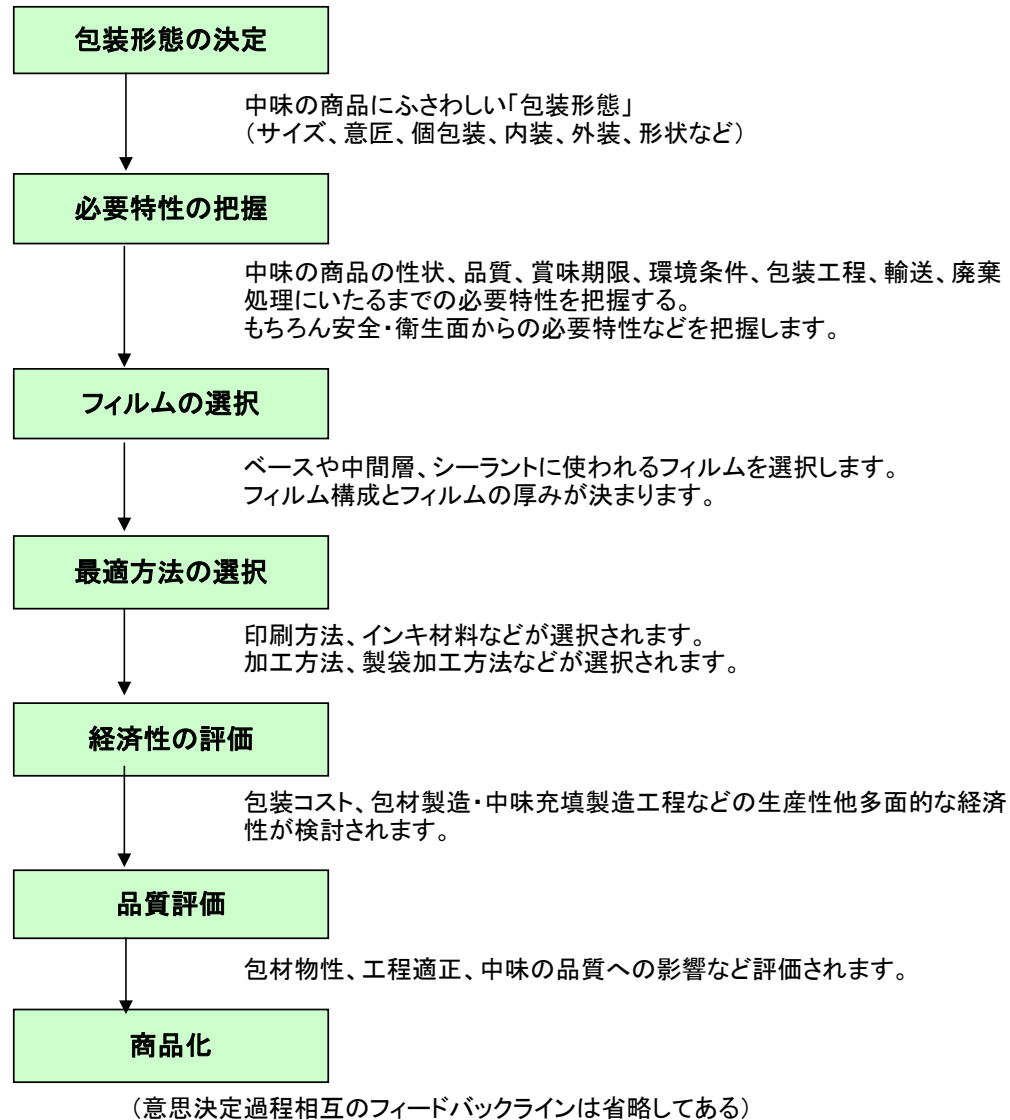 包装形態の決定
中味の商品にふさわしい「包装形態」
（サイズ、意匠、個包装、内装、外装、形状など）
必要特性の把握
中味の商品の性状、品質、賞味期限、環境条件、包装工程、輸送、廃棄
処理にいたるまでの必要特性を把握する。
もちろん安全・衛生面からの必要特性などを把握します。
フィルムの選択
ベースや中間層、シーラントに使われるフィルムを選択します。
フィルム構成とフィルムの厚みが決まります。
最適方法の選択
印刷方法、インキ材料などが選択されます。
加工方法、製袋加工方法などが選択されます。
経済性の評価
包装コスト、包材製造・中味充填製造工程などの生産性他多面的な経済
性が検討されます。
品質評価
包材物性、工程適正、中味の品質への影響など評価されます。
商品化
（意思決定過程相互のフィードバックラインは省略してある）